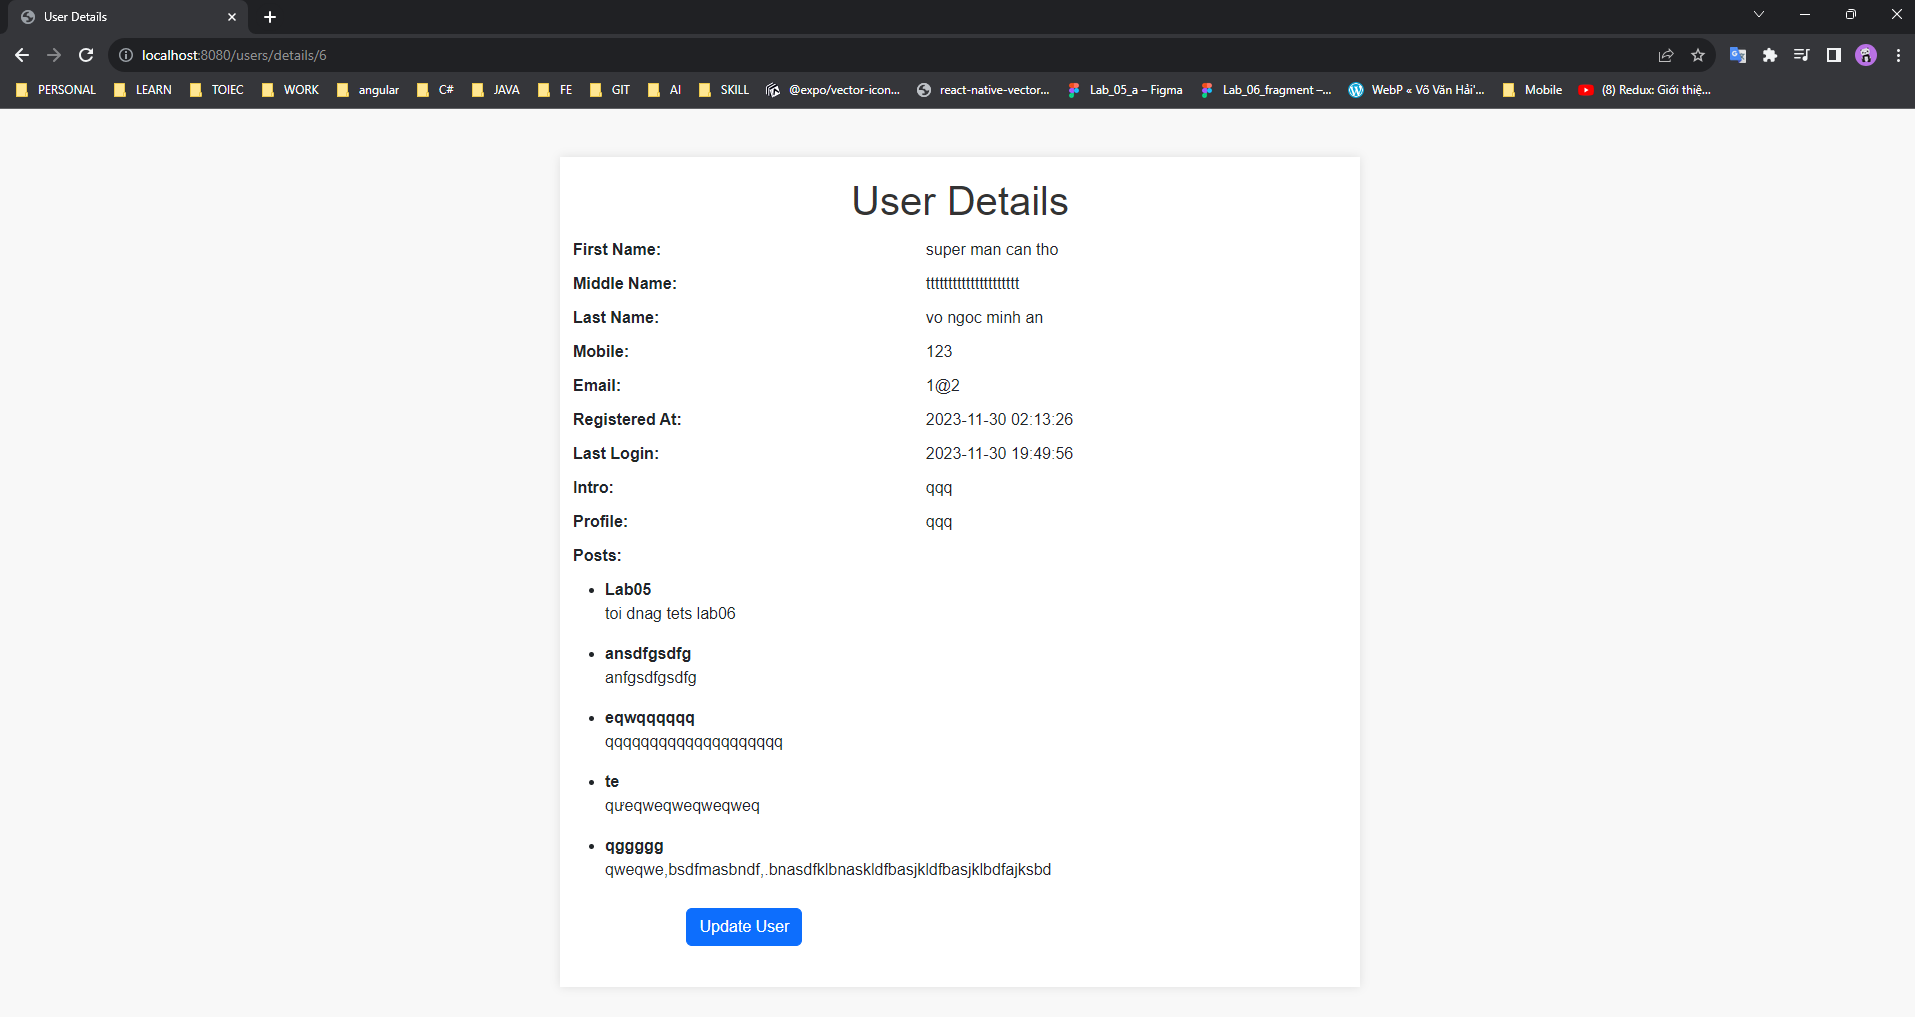 User Details
localhost:8080/users/details/6
PERSONAL LEARN TOIEC WORK angular C# JAVA FE GIT AI SKILL @expo/vector-icon... react-native-vector... Lab_05_a – Figma Lab_06_fragment –... WebP « Võ Văn Hải'... Mobile (8) Redux: Giới thiệ...
User Details
First Name: super man can tho
Middle Name: ttttttttttttttttttttt
Last Name: vo ngoc minh an
Mobile: 123
Email: 1@2
Registered At: 2023-11-30 02:13:26
Last Login: 2023-11-30 19:49:56
Intro: qqq
Profile: qqq
Posts:
• Lab05
toi dnag tets lab06
• ansdfgsdfg
anfgsdfgsdfg
• eqwqqqqqq
qqqqqqqqqqqqqqqqqqqq
• te
qưeqweqweqweqweq
• qggggg
qweqwe,bsdfmasbndf,.bnasdfklbnaskldfbasjkldfbasjklbdfajksbd
Update User